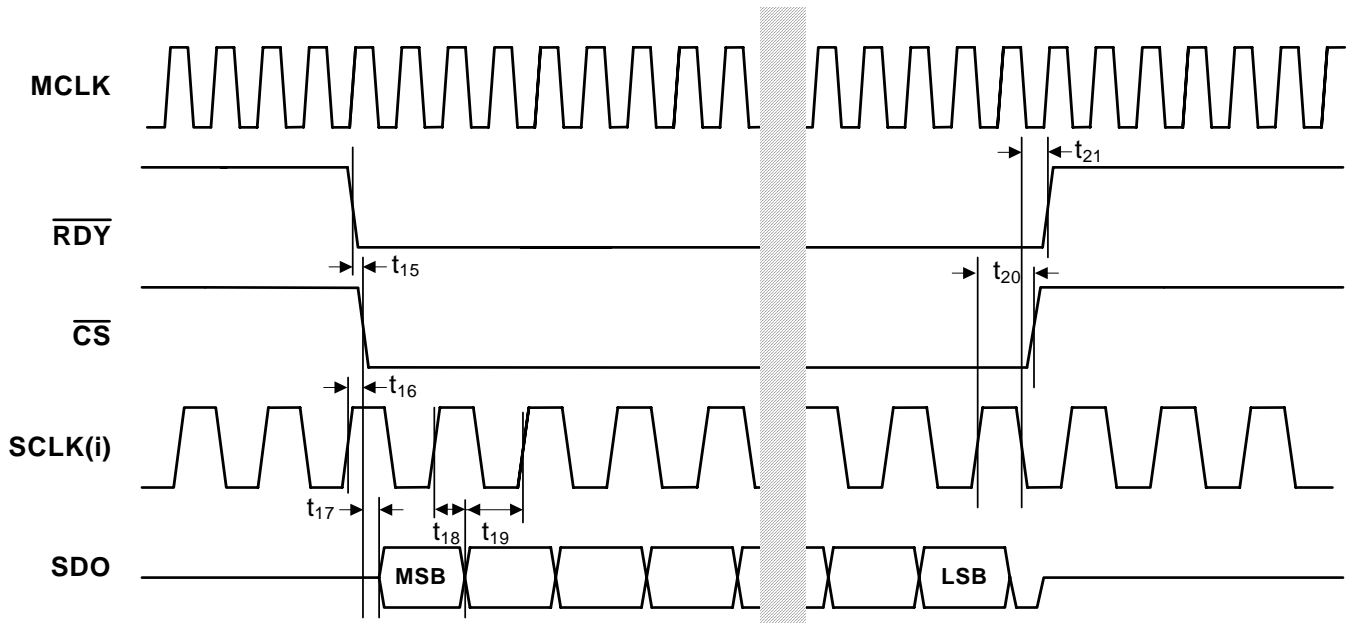 MCLK
t21
RDY
t15
t20
CS
t16
SCLK(i)
t17
t18
t19
SDO
MSB
LSB